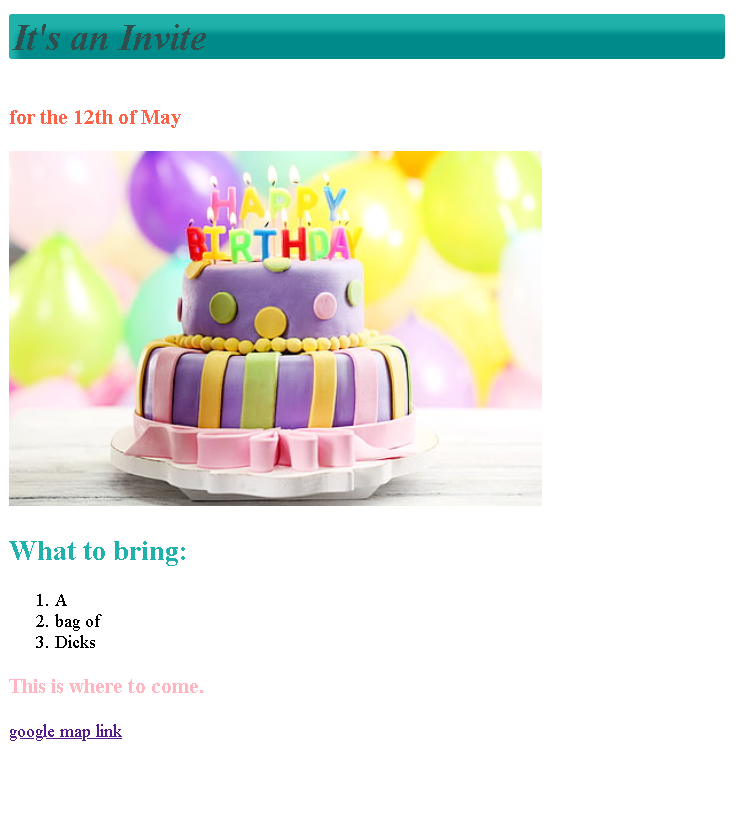 It's an Invite
for the 12th of May
HAPPY
BIRTHDAY
What to bring:
1. A
2. bag of
3. Dicks
This is where to come.
google map link